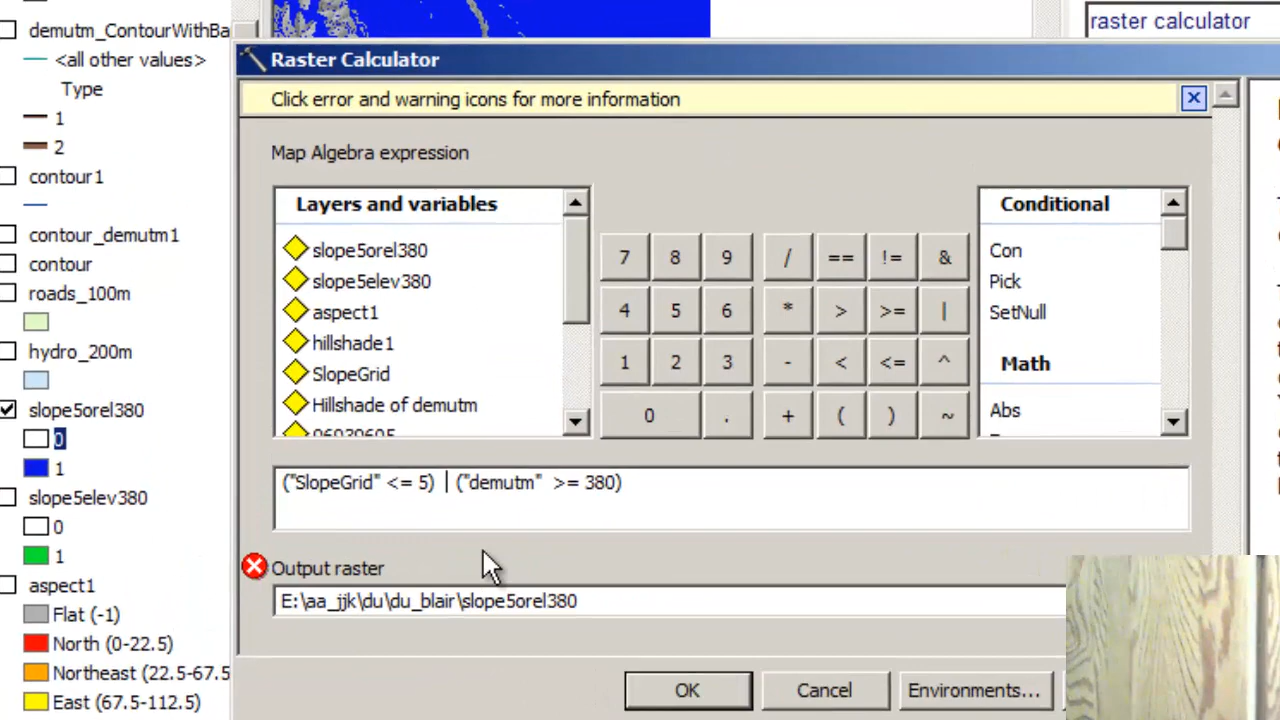 demutm_ContourWithBa
<all other values>
Type
1
2
contour1
contour_demutm1
contour
roads_100m
hydro_200m
slope5orel380
0
1
slope5elev380
0
1
aspect1
Flat (-1)
North (0-22.5)
Northeast (22.5-67.5
East (67.5-112.5)
raster calculator
Raster Calculator
Click error and warning icons for more information
Map Algebra expression
Layers and variables
slope5orel380
slope5elev380
aspect1
hillshade1
SlopeGrid
Hillshade of demutm
7 8 9 / == != &
4 5 6 * > >= |
1 2 3 - < <= ^
0 . + ( ) ~
Conditional
Con
Pick
SetNull
Math
Abs
("SlopeGrid" <= 5) | ("demutm" >= 380)
Output raster
E:\aa_jjk\du\du_blair\slope5orel380
OK Cancel Environments...